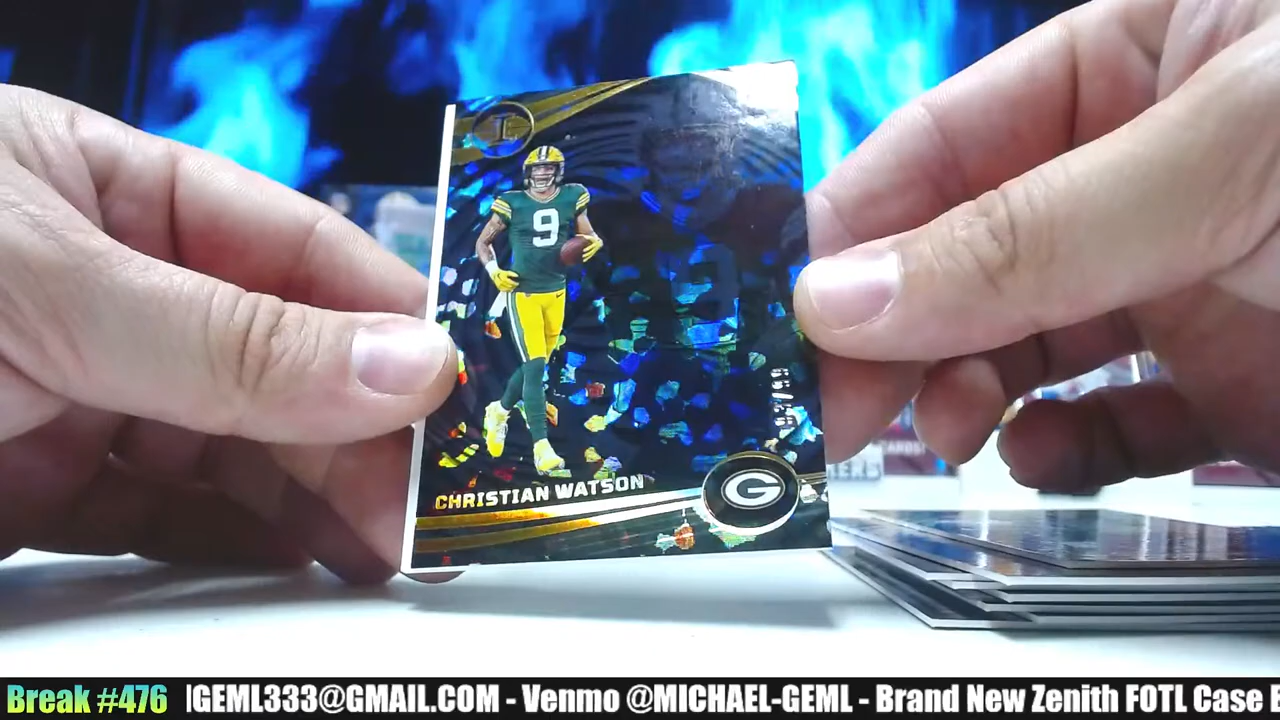 I
9
CHRISTIAN WATSON
G
Break #476
GEML333@GMAIL.COM - Venmo @MICHAEL-GEML - Brand New Zenith FOTL Case